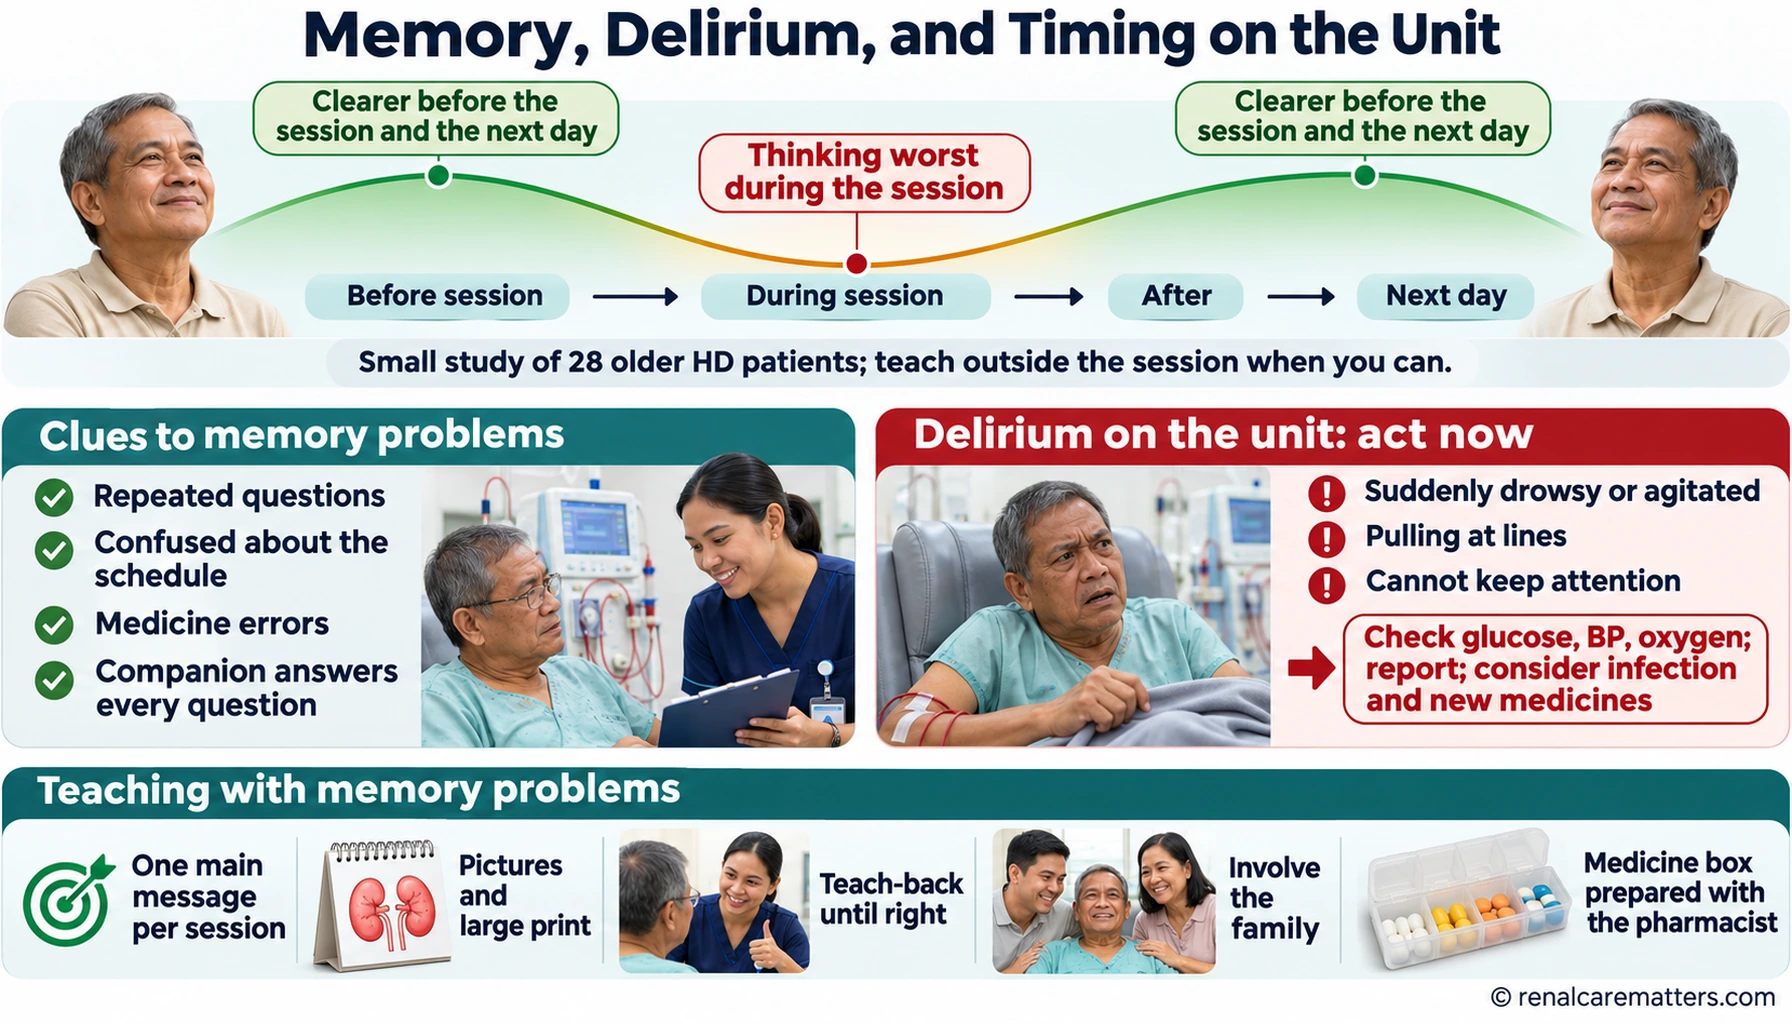 Memory, Delirium, and Timing on the Unit
Clearer before the
session and the next day
Thinking worst
during the session
Clearer before the
session and the next day
Before session
During session
After
Next day
Small study of 28 older HD patients; teach outside the session when you can.
Clues to memory problems
Repeated questions
Confused about the
schedule
Medicine errors
Companion answers
every question
Delirium on the unit: act now
Suddenly drowsy or agitated
Pulling at lines
Cannot keep attention
Check glucose, BP, oxygen;
report; consider infection
and new medicines
Teaching with memory problems
One main
message
per session
Pictures
and
large print
Teach-back
until right
Involve
the
family
Medicine box
prepared with
the pharmacist
© renalcarematters.com